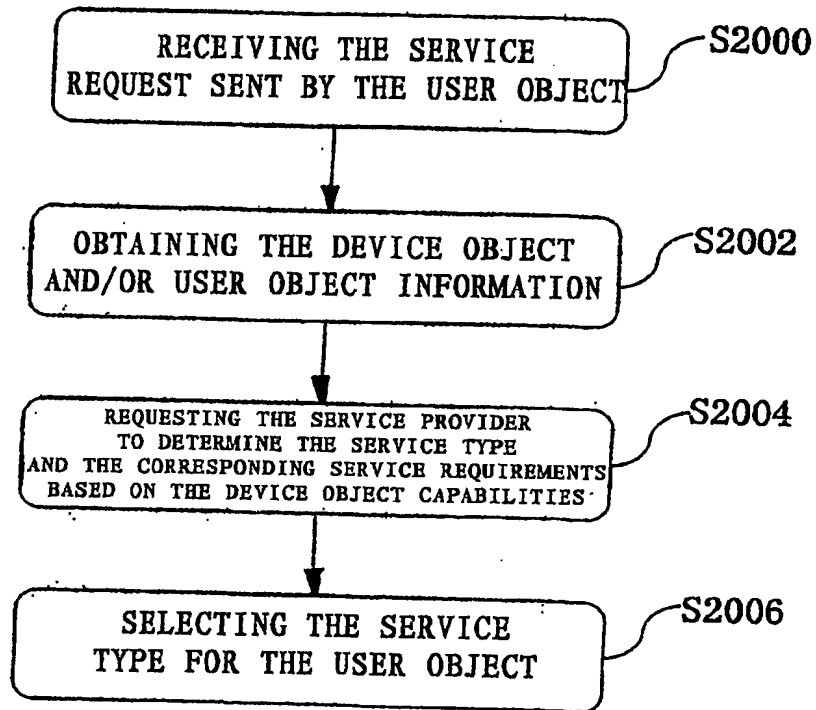 RECEIVING THE SERVICE
REQUEST SENT BY THE USER OBJECT
S2000
OBTAINING THE DEVICE OBJECT
AND/OR USER OBJECT INFORMATION
S2002
REQUESTING THE SERVICE PROVIDER
TO DETERMINE THE SERVICE TYPE
AND THE CORRESPONDING SERVICE REQUIREMENTS
BASED ON THE DEVICE OBJECT CAPABILITIES
S2004
SELECTING THE SERVICE
TYPE FOR THE USER OBJECT
S2006